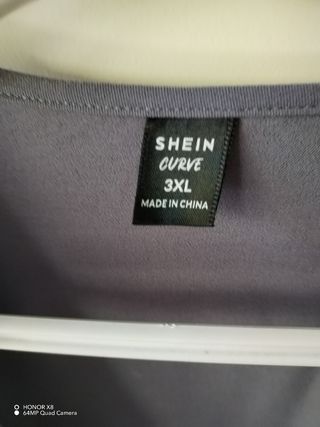 SHEIN
CURVE
3XL
MADE IN CHINA
HONOR X8
64MP Quad Camera